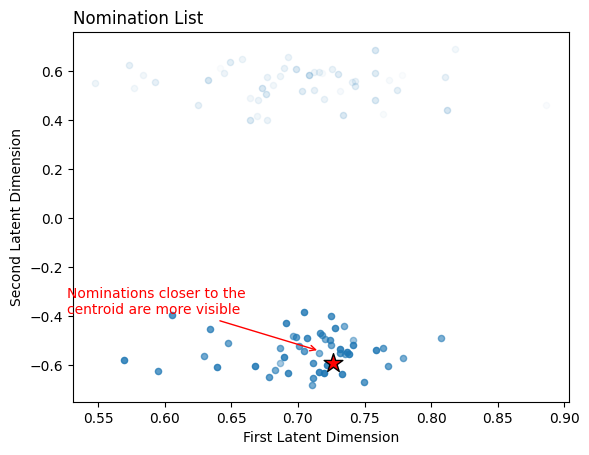 Nomination List
Second Latent Dimension
0.6
0.4
0.2
0.0
−0.2
−0.4
−0.6
Nominations closer to the
centroid are more visible
0.55 0.60 0.65 0.70 0.75 0.80 0.85 0.90
First Latent Dimension